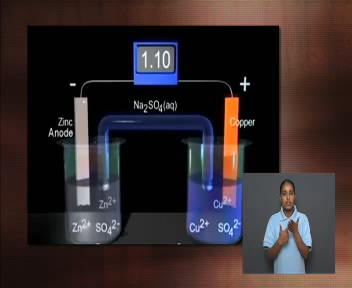 1.10
- +
Na₂SO₄(aq)
Zinc
Anode
Copper
Zn²⁺
Cu²⁺
Zn²⁺ SO₄²⁻
Cu²⁺ SO₄²⁻